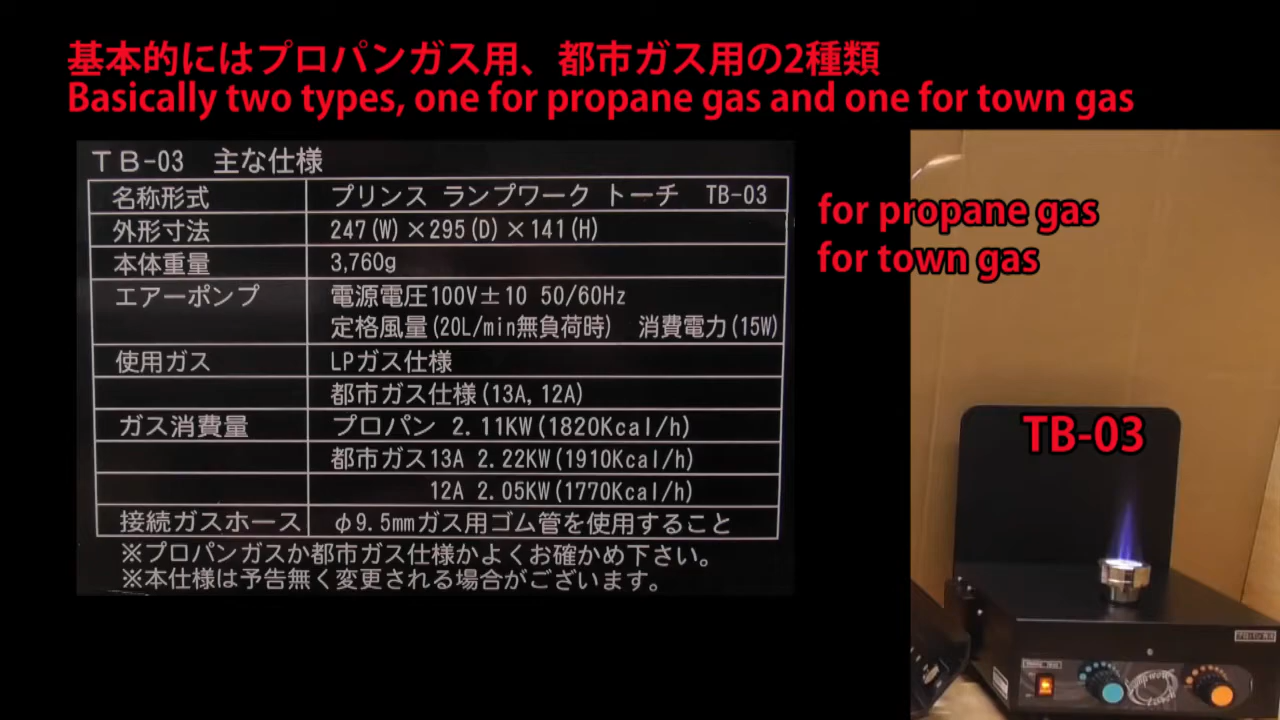 基本的にはプロパンガス用、都市ガス用の2種類
Basically two types, one for propane gas and one for town gas
TB-03 主な仕様
名称形式 プリンス ランプワーク トーチ TB-03
外形寸法 247(W)×295(D)×141(H)
本体重量 3,760g
エアーポンプ 電源電圧100V±10 50/60Hz
定格風量(20L/min無負荷時) 消費電力(15W)
使用ガス LPガス仕様
都市ガス仕様(13A, 12A)
ガス消費量 プロパン 2.11KW(1820Kcal/h)
都市ガス13A 2.22KW(1910Kcal/h)
12A 2.05KW(1770Kcal/h)
接続ガスホース φ9.5mmガス用ゴム管を使用すること
※プロパンガスか都市ガス仕様かよくお確かめ下さい。
※本仕様は予告無く変更される場合がございます。
for propane gas
for town gas
TB-03